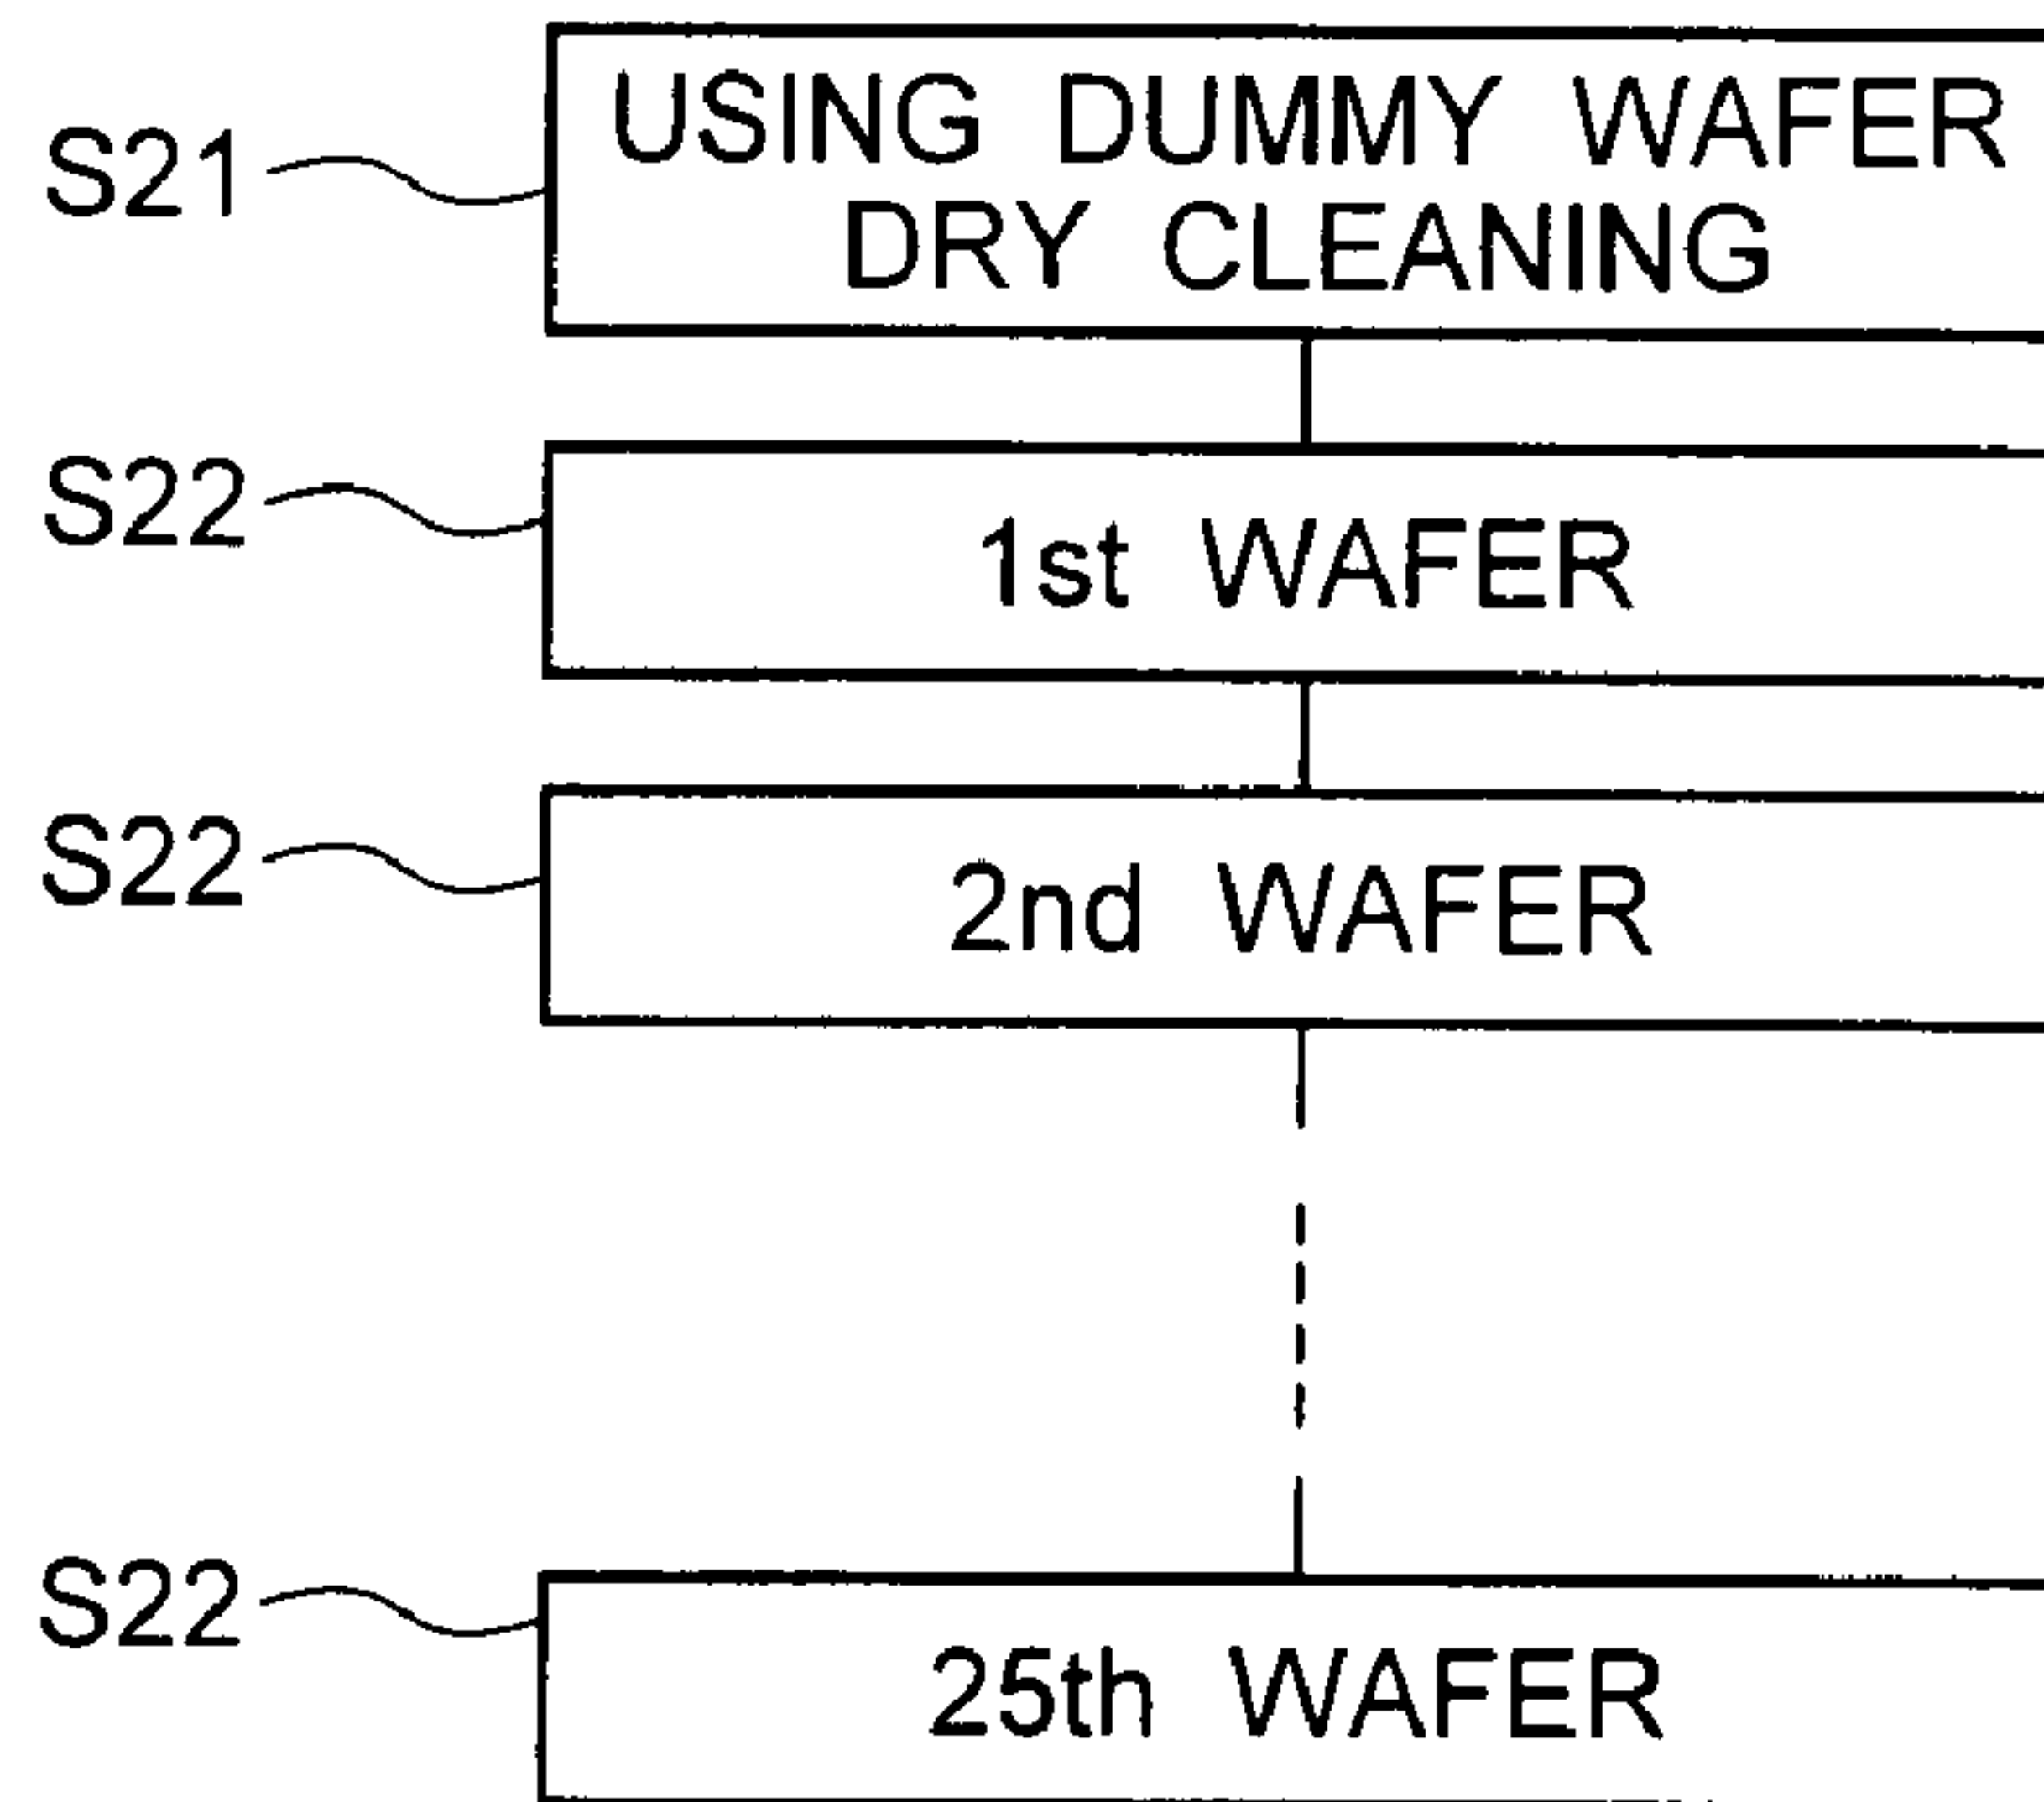 S21
USING DUMMY WAFER
DRY CLEANING
S22
1st WAFER
S22
2nd WAFER
S22
25th WAFER